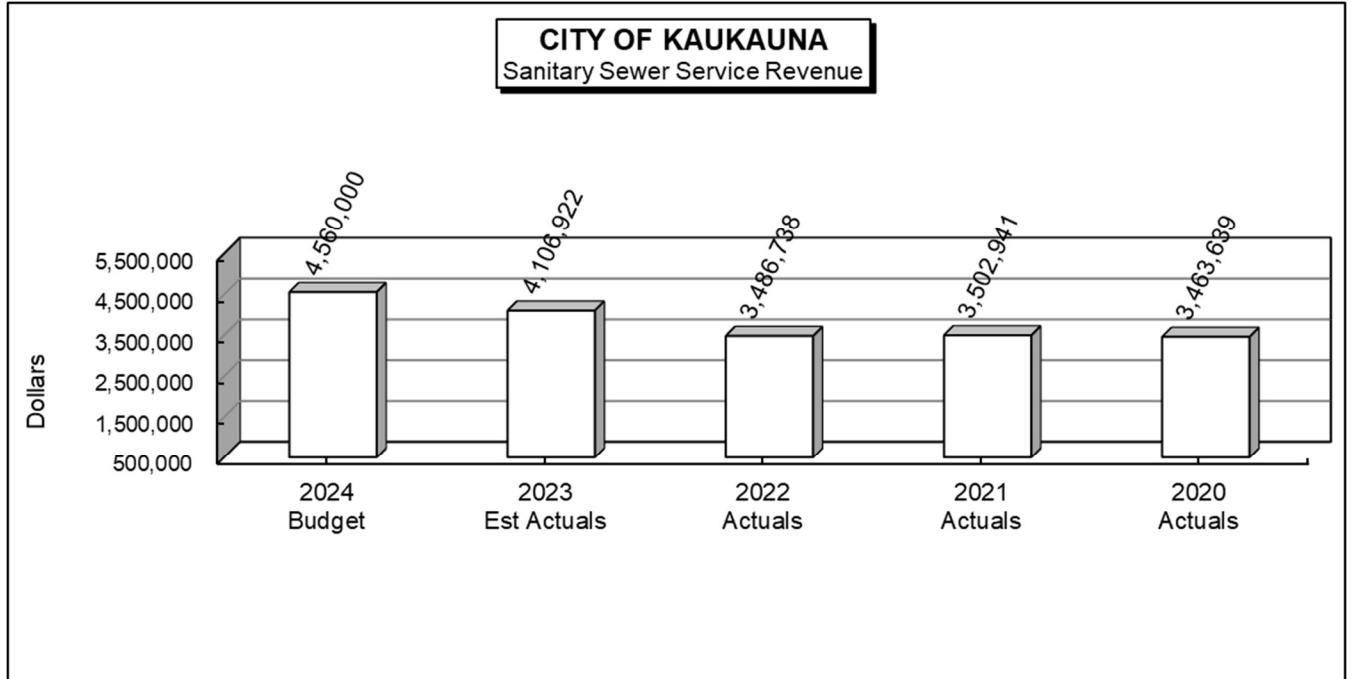 CITY OF KAUKAUNA
Sanitary Sewer Service Revenue
4,560,000
4,106,922
3,486,738
3,502,941
3,463,639
5,500,000
4,500,000
3,500,000
2,500,000
1,500,000
500,000
Dollars
2024
Budget
2023
Est Actuals
2022
Actuals
2021
Actuals
2020
Actuals